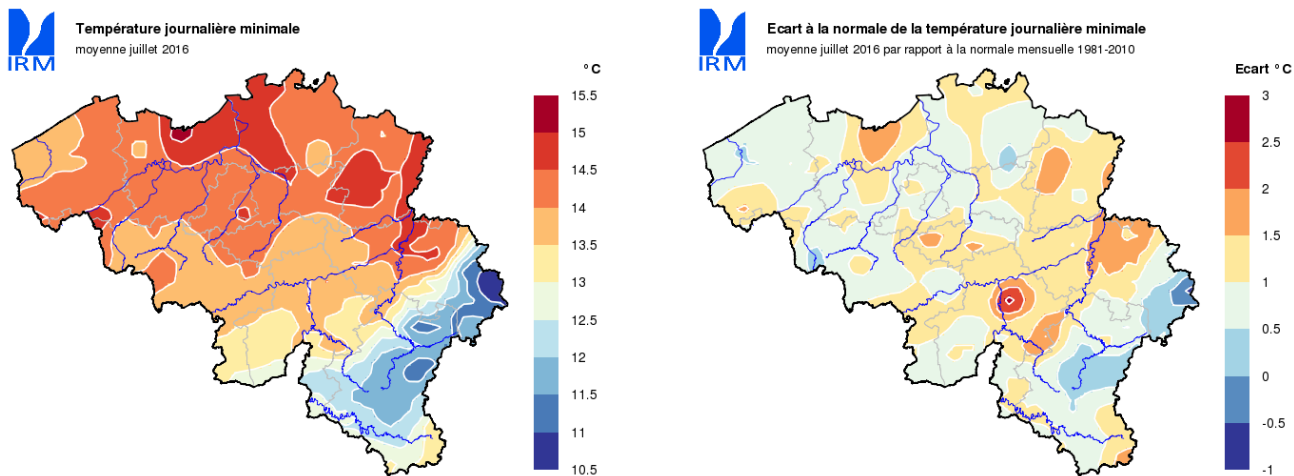 Température journalière minimale
moyenne juillet 2016
IRM
°C
15.5
15
14.5
14
13.5
13
12.5
12
11.5
11
10.5
Ecart à la normale de la température journalière minimale
moyenne juillet 2016 par rapport à la normale mensuelle 1981-2010
IRM
Ecart °C
3
2.5
2
1.5
1
0.5
0
-0.5
-1